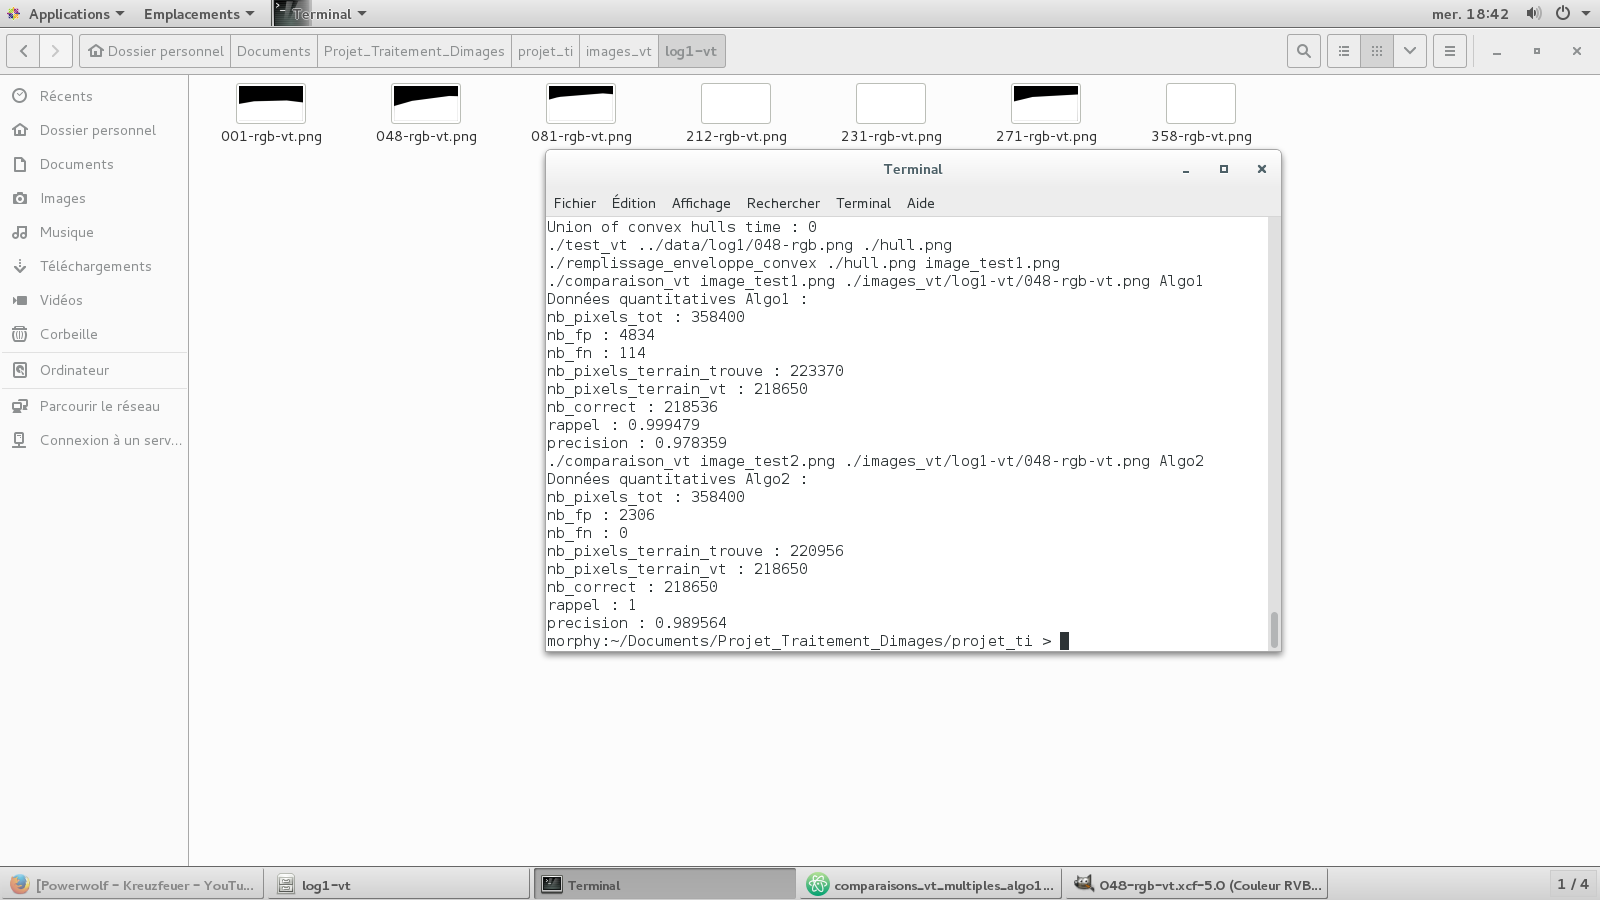 Applications
Emplacements
Terminal
mer. 18:42
Dossier personnel
Documents
Projet_Traitement_Dimages
projet_ti
images_vt
log1-vt
Récents
Dossier personnel
Documents
Images
Musique
Téléchargements
Vidéos
Corbeille
Ordinateur
Parcourir le réseau
Connexion à un serv...
001-rgb-vt.png
048-rgb-vt.png
081-rgb-vt.png
212-rgb-vt.png
231-rgb-vt.png
271-rgb-vt.png
358-rgb-vt.png
Terminal
Fichier Édition Affichage Rechercher Terminal Aide
Union of convex hulls time : 0
./test_vt ../data/log1/048-rgb.png ./hull.png
./remplissage_enveloppe_convex ./hull.png image_test1.png
./comparaison_vt image_test1.png ./images_vt/log1-vt/048-rgb-vt.png Algo1
Données quantitatives Algo1 :
nb_pixels_tot : 358400
nb_fp : 4834
nb_fn : 114
nb_pixels_terrain_trouve : 223370
nb_pixels_terrain_vt : 218650
nb_correct : 218536
rappel : 0.999479
precision : 0.978359
./comparaison_vt image_test2.png ./images_vt/log1-vt/048-rgb-vt.png Algo2
Données quantitatives Algo2 :
nb_pixels_tot : 358400
nb_fp : 2306
nb_fn : 0
nb_pixels_terrain_trouve : 220956
nb_pixels_terrain_vt : 218650
nb_correct : 218650
rappel : 1
precision : 0.989564
morphy:~/Documents/Projet_Traitement_Dimages/projet_ti >
[Powerwolf - Kreuzfeuer - YouTu...
log1-vt
Terminal
comparaisons_vt_multiples_algo1...
048-rgb-vt.xcf-5.0 (Couleur RVB...
1 / 4